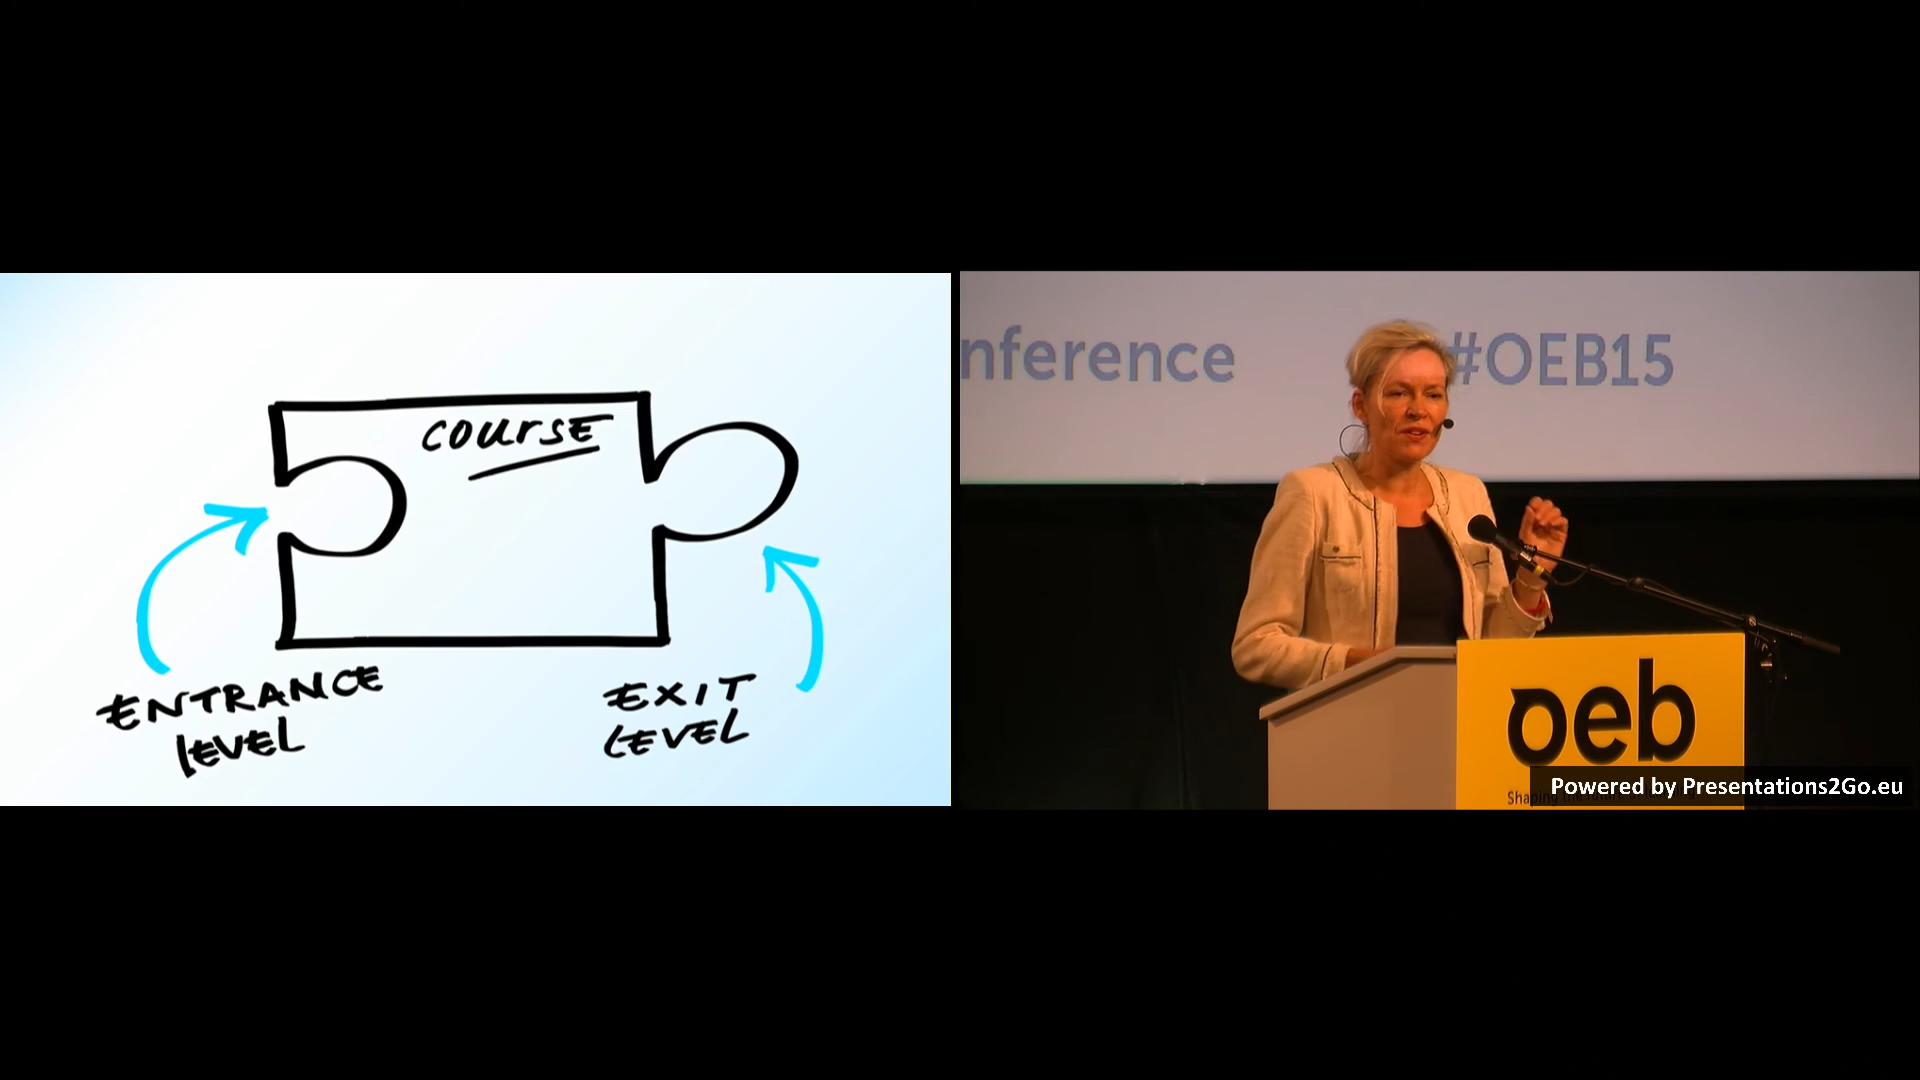 COURSE
ENTRANCE
LEVEL
EXIT
LEVEL
nference #OEB15
oeb
Powered by Presentations2Go.eu